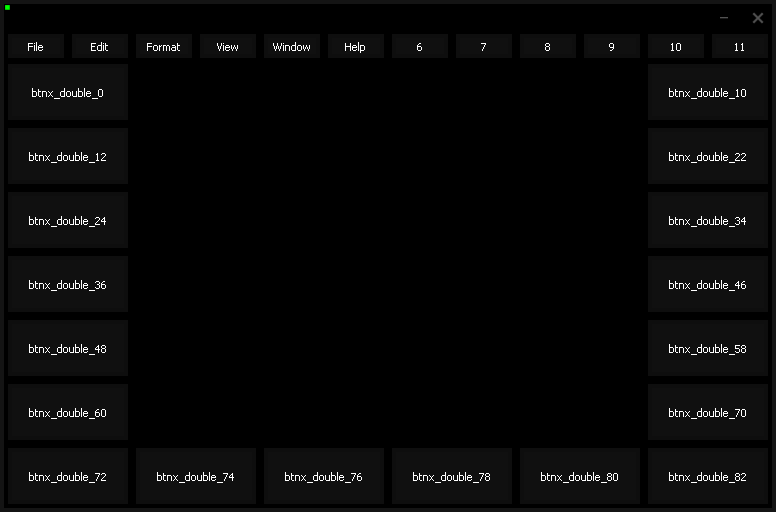 File Edit Format View Window Help 6 7 8 9 10 11
btnx_double_0 btnx_double_10
btnx_double_12 btnx_double_22
btnx_double_24 btnx_double_34
btnx_double_36 btnx_double_46
btnx_double_48 btnx_double_58
btnx_double_60 btnx_double_70
btnx_double_72 btnx_double_74 btnx_double_76 btnx_double_78 btnx_double_80 btnx_double_82